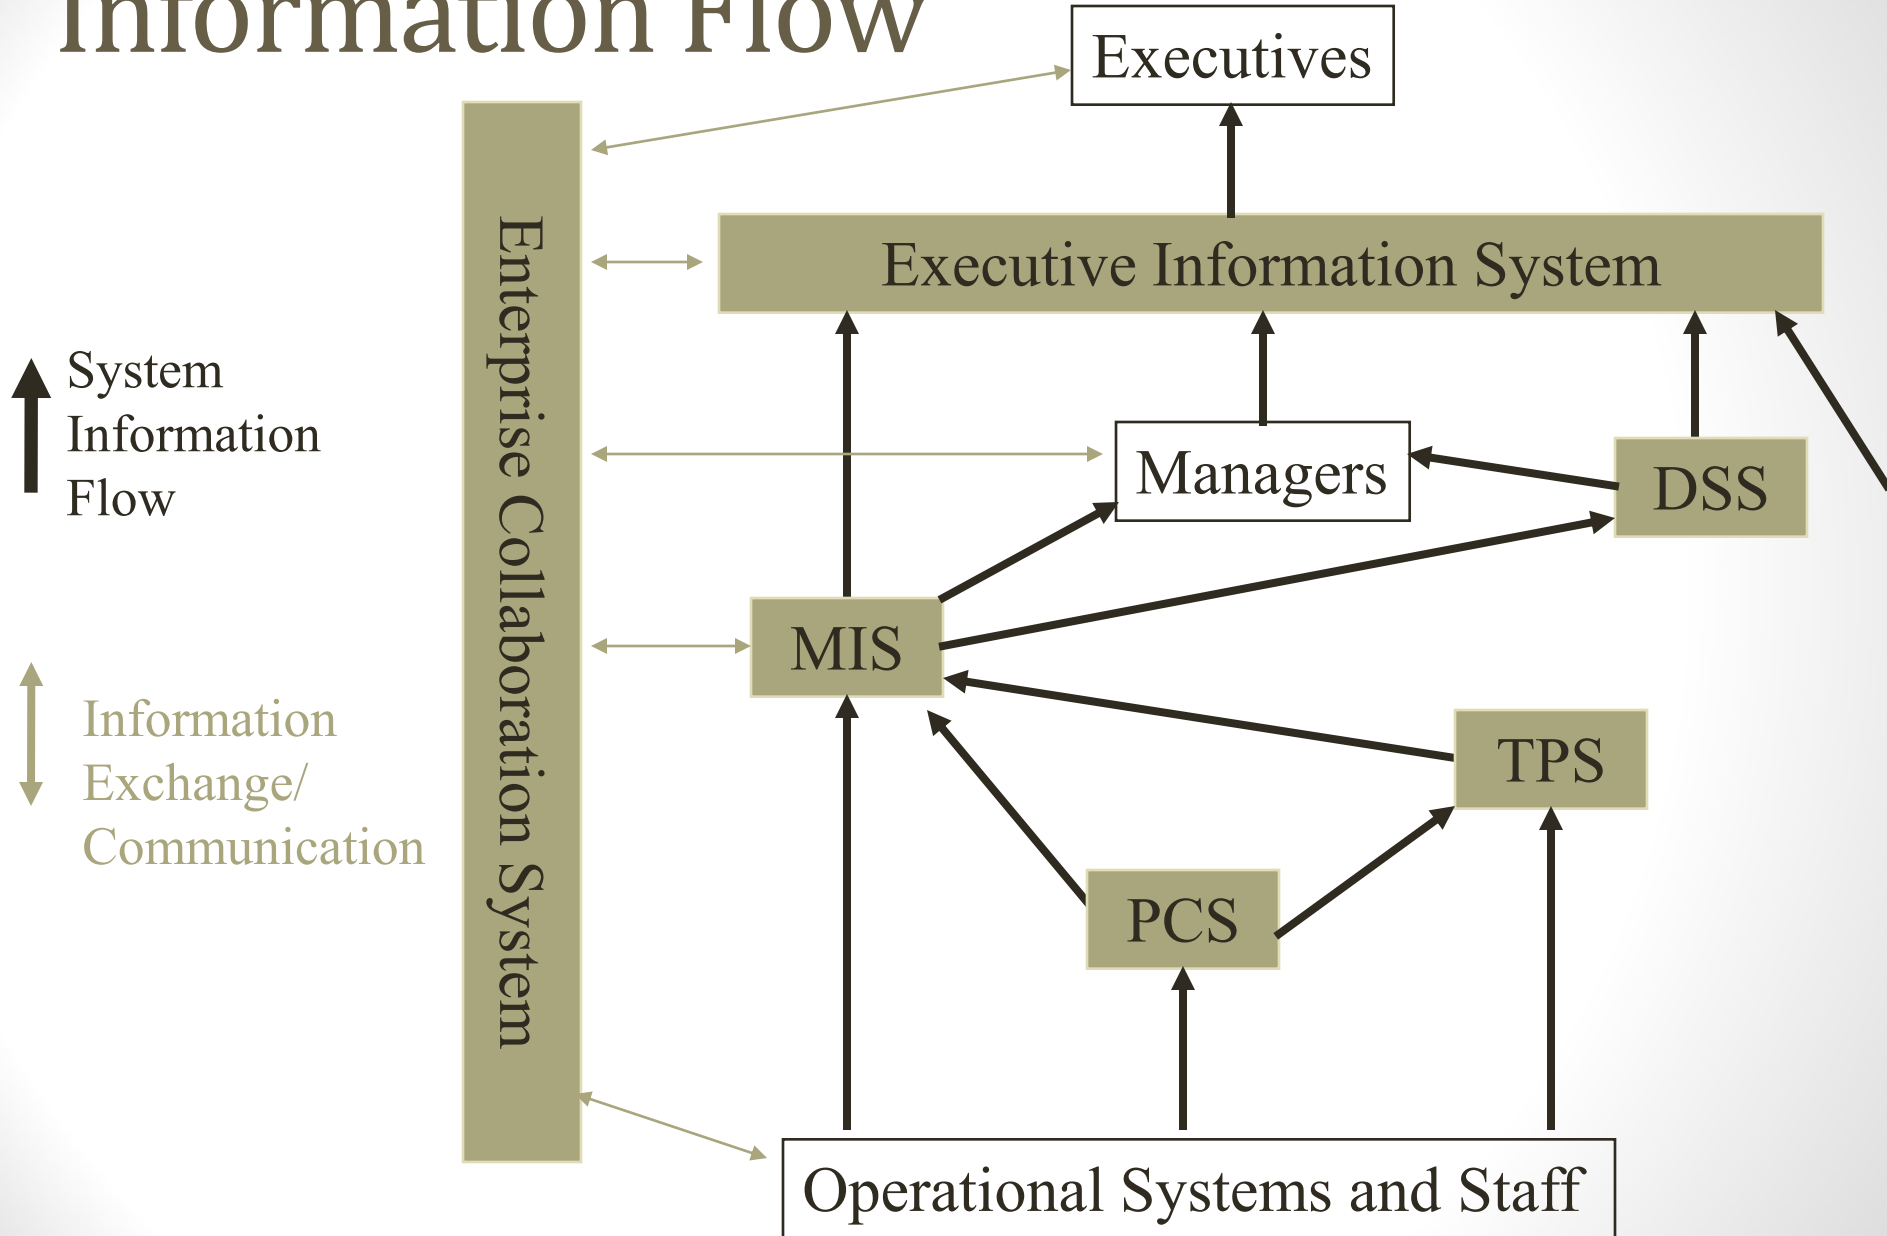 Information Flow
Executives
Executive Information System
Enterprise Collaboration System
System
Information
Flow
Managers
DSS
MIS
Information
Exchange/
Communication
TPS
PCS
Operational Systems and Staff